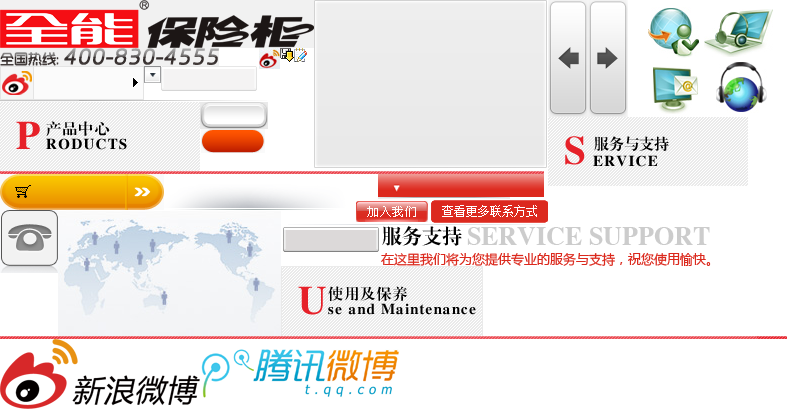 全能保险柜®
全国热线: 400-830-4555
产品中心
PRODUCTS
服务与支持
SERVICE
加入我们
查看更多联系方式
服务支持 SERVICE SUPPORT
在这里我们将为您提供专业的服务与支持，祝您使用愉快。
使用及保养
Use and Maintenance
新浪微博
腾讯微博
t.qq.com